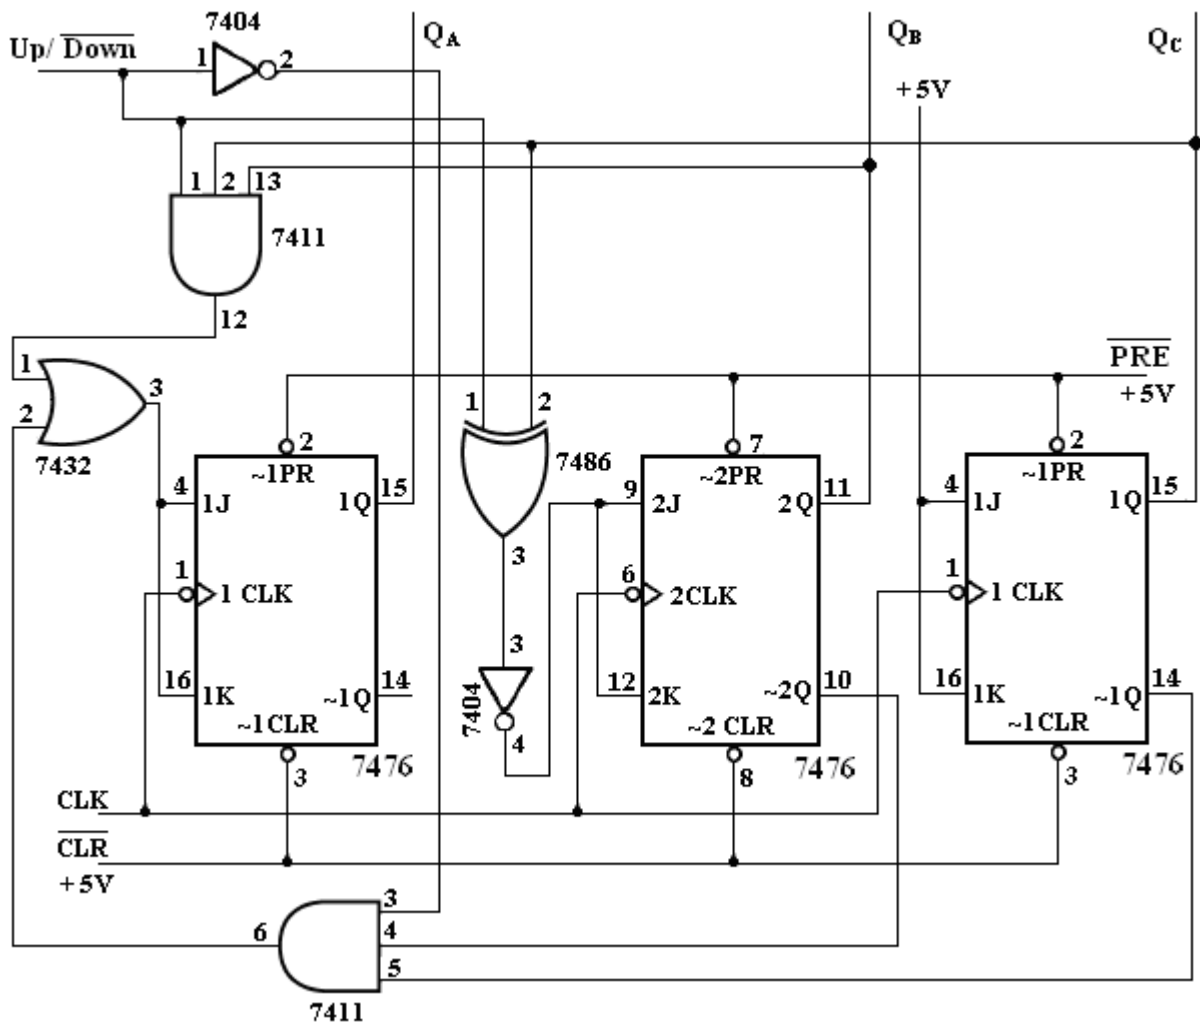 7404
Up/ Down
1
2
QA
QB
QC
+5V
1 2 13
7411
12
1
2
3
7432
PRE
+5V
1 2
7486
3
3
7404
4
2
~1PR
4
1J
1Q
15
1
1 CLK
16
1K
~1Q
14
~1CLR
3
7476
7
~2PR
9
2J
2Q
11
6
2CLK
12
2K
~2Q
10
~2 CLR
8
7476
2
~1PR
4
1J
1Q
15
1
1 CLK
16
1K
~1Q
14
~1CLR
3
7476
CLK
CLR
+5V
6
3
4
5
7411